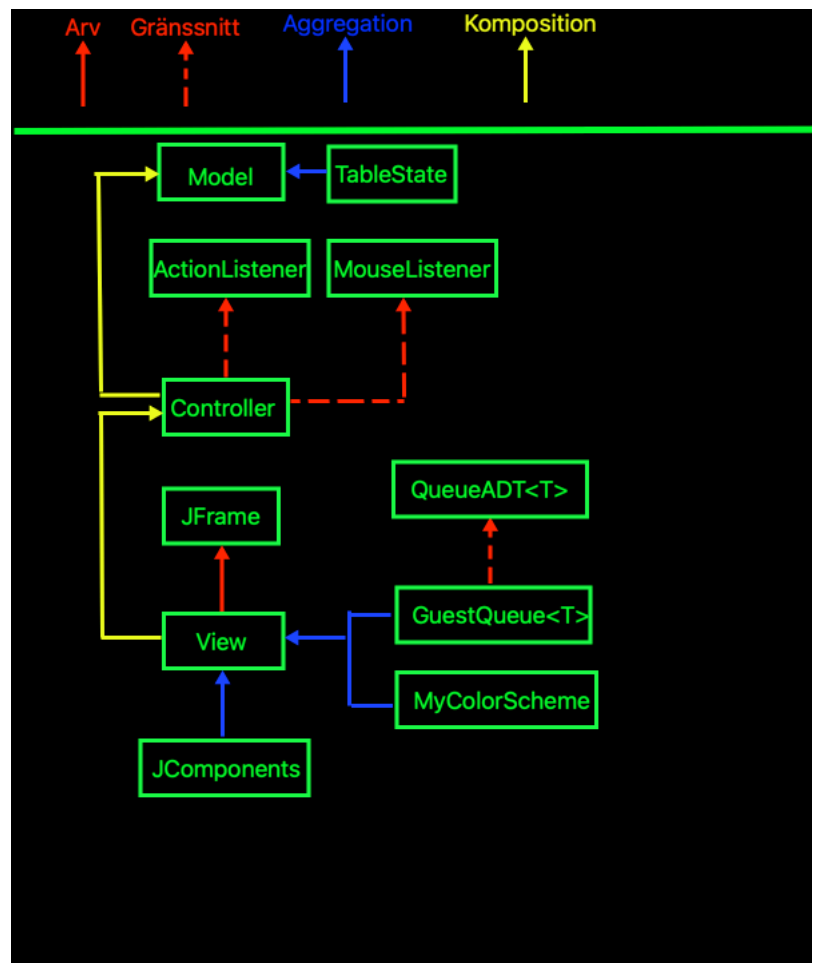 Arv Gränssnitt Aggregation Komposition
Model TableState
ActionListener MouseListener
Controller
QueueADT<T>
JFrame
GuestQueue<T>
View
MyColorScheme
JComponents